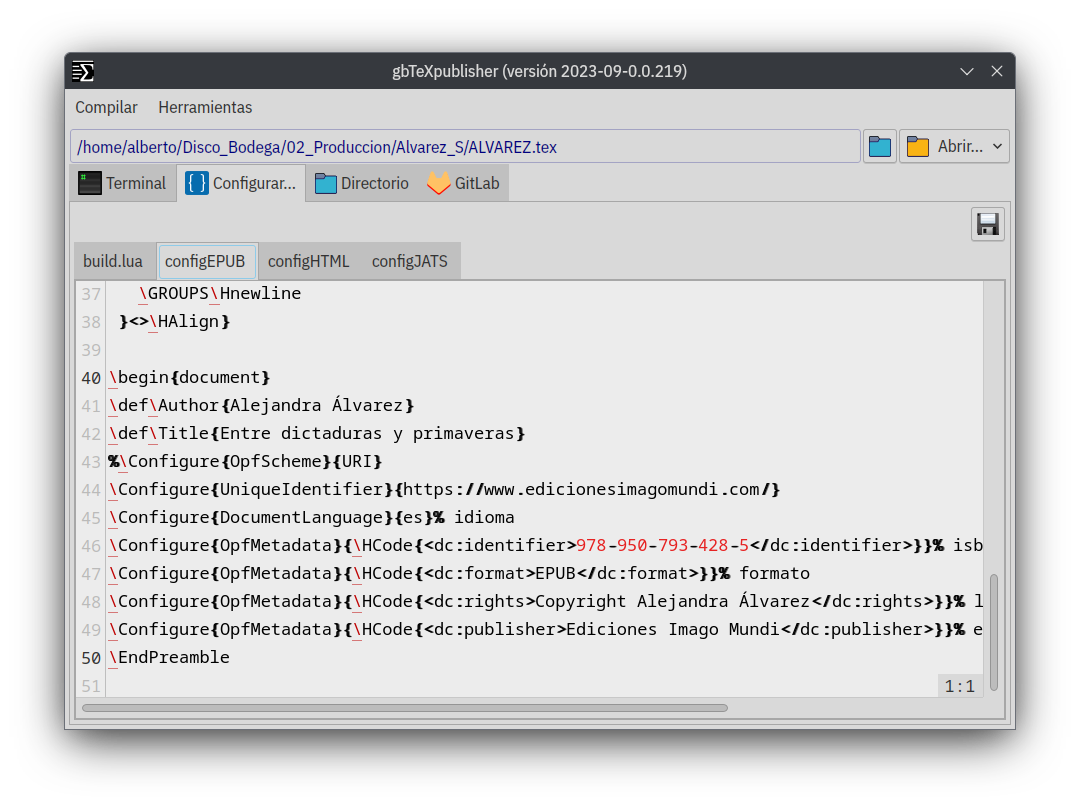 gbTeXpublisher (versión 2023-09-0.0.219)
Compilar Herramientas
/home/alberto/Disco_Bodega/02_Produccion/Alvarez_S/ALVAREZ.tex Abrir...
Terminal Configurar... Directorio GitLab
build.lua configEPUB configHTML configJATS
37 \GROUPS\Hnewline
38 }<>\HAlign}
39
40 \begin{document}
41 \def\Author{Alejandra Álvarez}
42 \def\Title{Entre dictaduras y primaveras}
43 %\Configure{OpfScheme}{URI}
44 \Configure{UniqueIdentifier}{https://www.edicionesimagomundi.com/}
45 \Configure{DocumentLanguage}{es}% idioma
46 \Configure{OpfMetadata}{\HCode{<dc:identifier>978-950-793-428-5</dc:identifier>}}% isb
47 \Configure{OpfMetadata}{\HCode{<dc:format>EPUB</dc:format>}}% formato
48 \Configure{OpfMetadata}{\HCode{<dc:rights>Copyright Alejandra Álvarez</dc:rights>}}% l
49 \Configure{OpfMetadata}{\HCode{<dc:publisher>Ediciones Imago Mundi</dc:publisher>}}% e
50 \EndPreamble
51
1:1